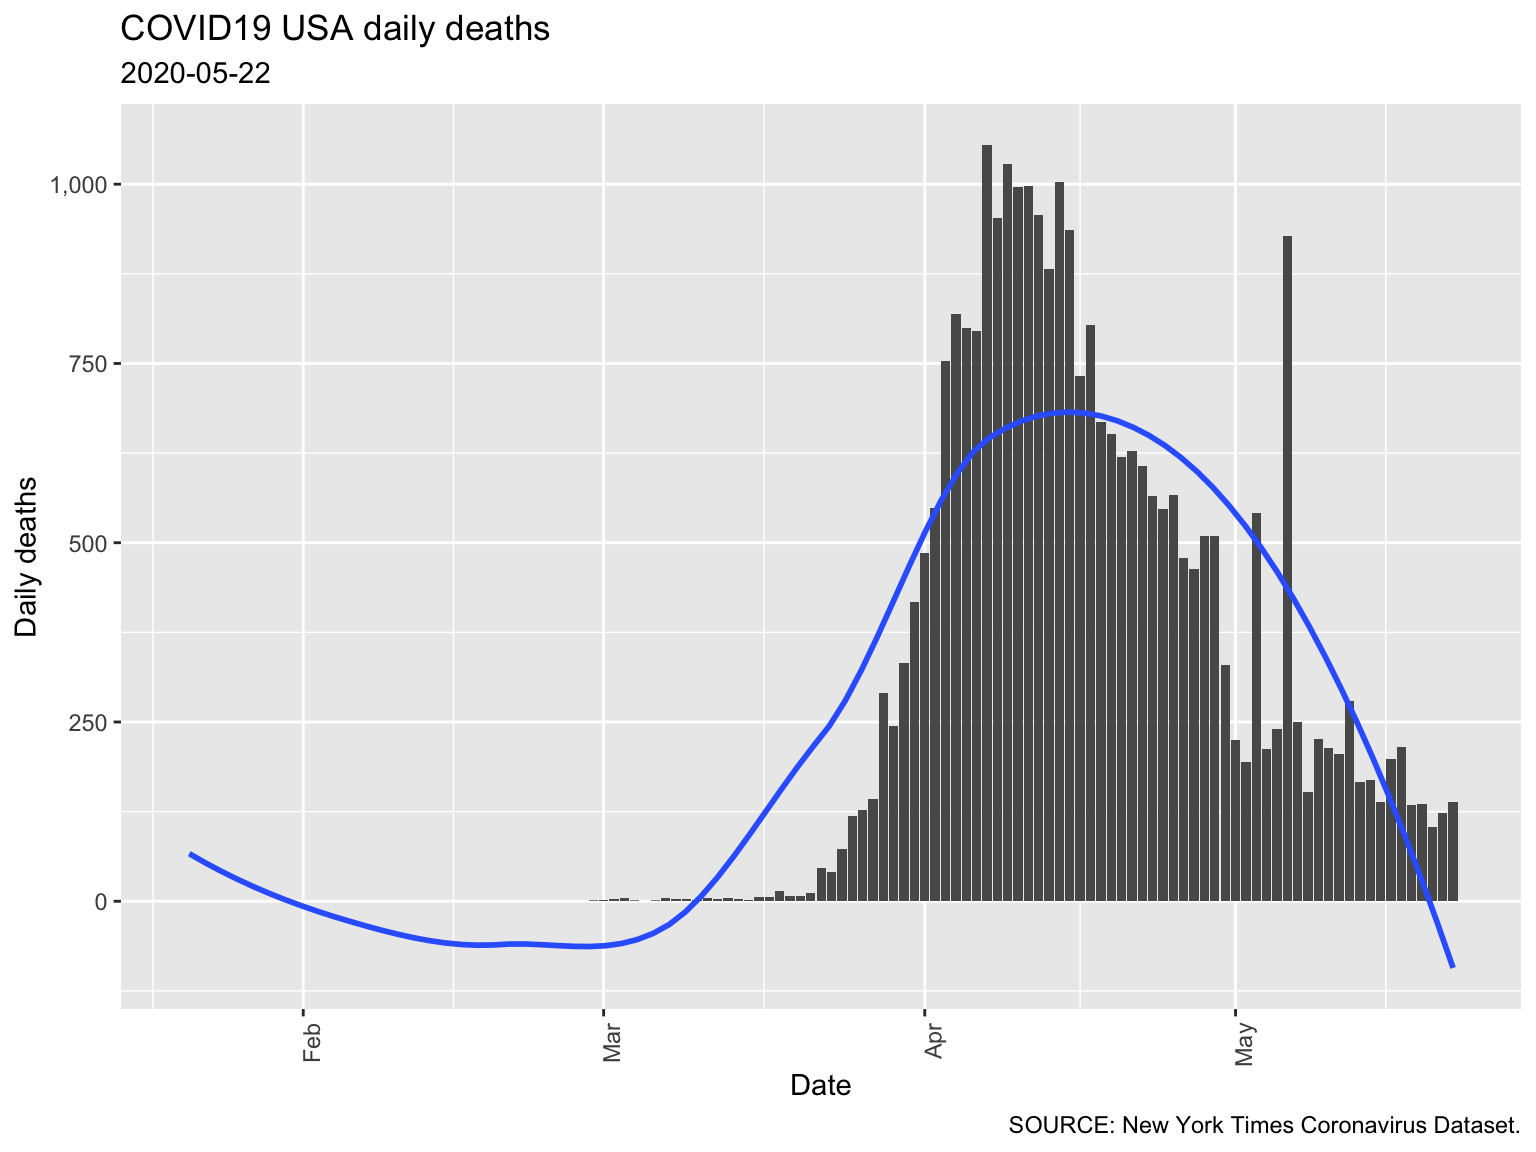 COVID19 USA daily deaths
2020-05-22
Daily deaths
1,000
750
500
250
0
Feb
Mar
Apr
May
Date
SOURCE: New York Times Coronavirus Dataset.